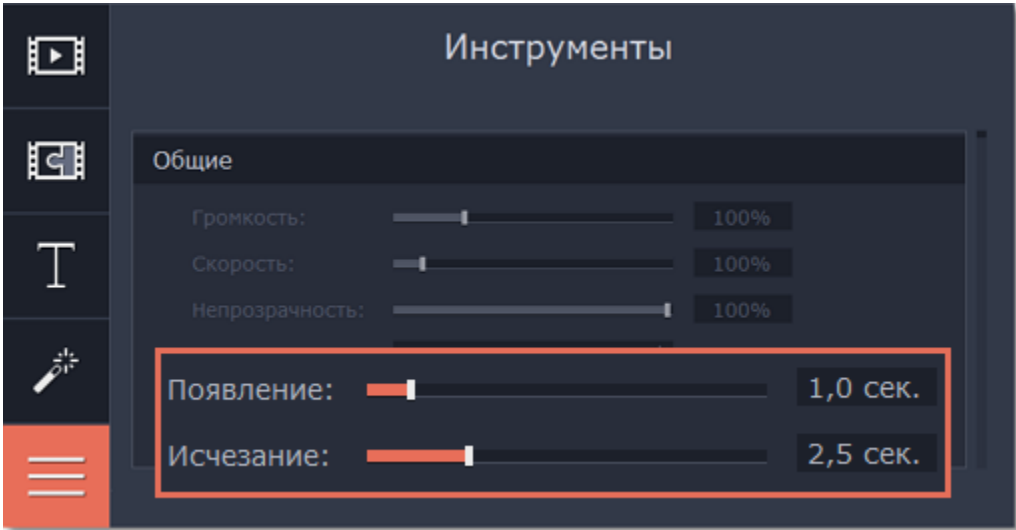 Инструменты
Общие
Громкость: 100%
Скорость: 100%
Непрозрачность: 100%
Появление: 1,0 сек.
Исчезание: 2,5 сек.